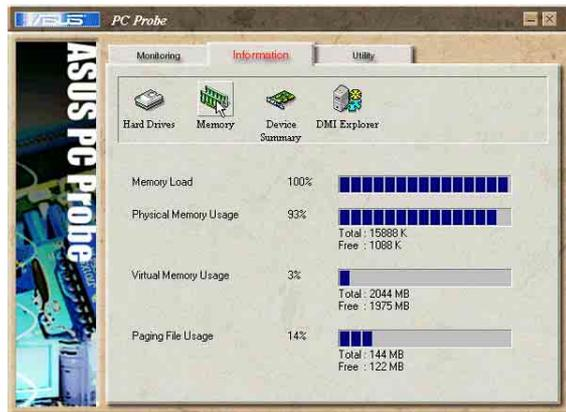 ASUS PC Probe
Monitoring Information Utility
ASUS PC Probe
Hard Drives Memory Device Summary DMI Explorer
Memory Load 100%
Physical Memory Usage 93%
Total : 15888 K
Free : 1088 K
Virtual Memory Usage 3%
Total : 2044 MB
Free : 1975 MB
Paging File Usage 14%
Total : 144 MB
Free : 122 MB